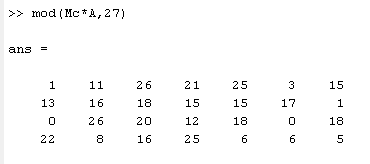 >> mod(Mc*A,27)
ans =
1 11 26 21 25 3 15
13 16 18 15 15 17 1
0 26 20 12 18 0 18
22 8 16 25 6 6 5